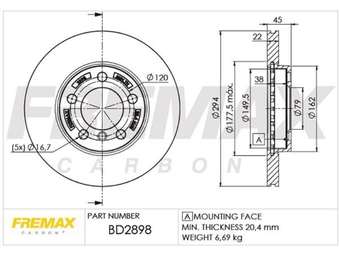 45
22
Ø120
Ø294
Ø177,5 máx.
Ø149,5
38
Ø79
Ø162
FREMAX
CARBON
(5x) Ø16,7
A
FREMAX
CARBON+
PART NUMBER
BD2898
A MOUNTING FACE
MIN. THICKNESS 20,4 mm
WEIGHT 6,69 kg